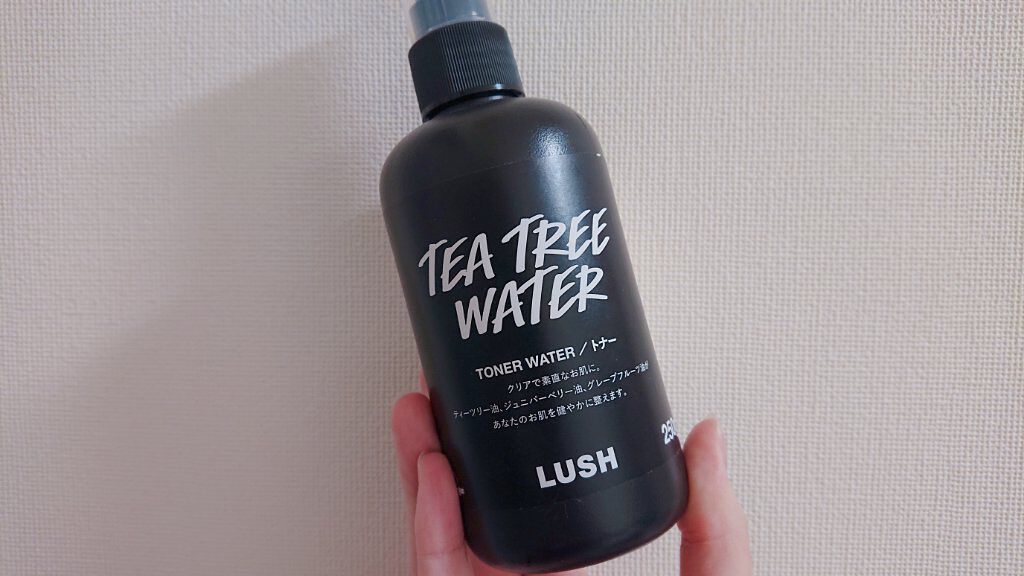 TEA TREE
WATER
TONER WATER / トナー
クリアで素直なお肌に。
ティーツリー油、ジュニパーベリー油、グレープフルーツ油が
あなたのお肌を健やかに整えます。
LUSH